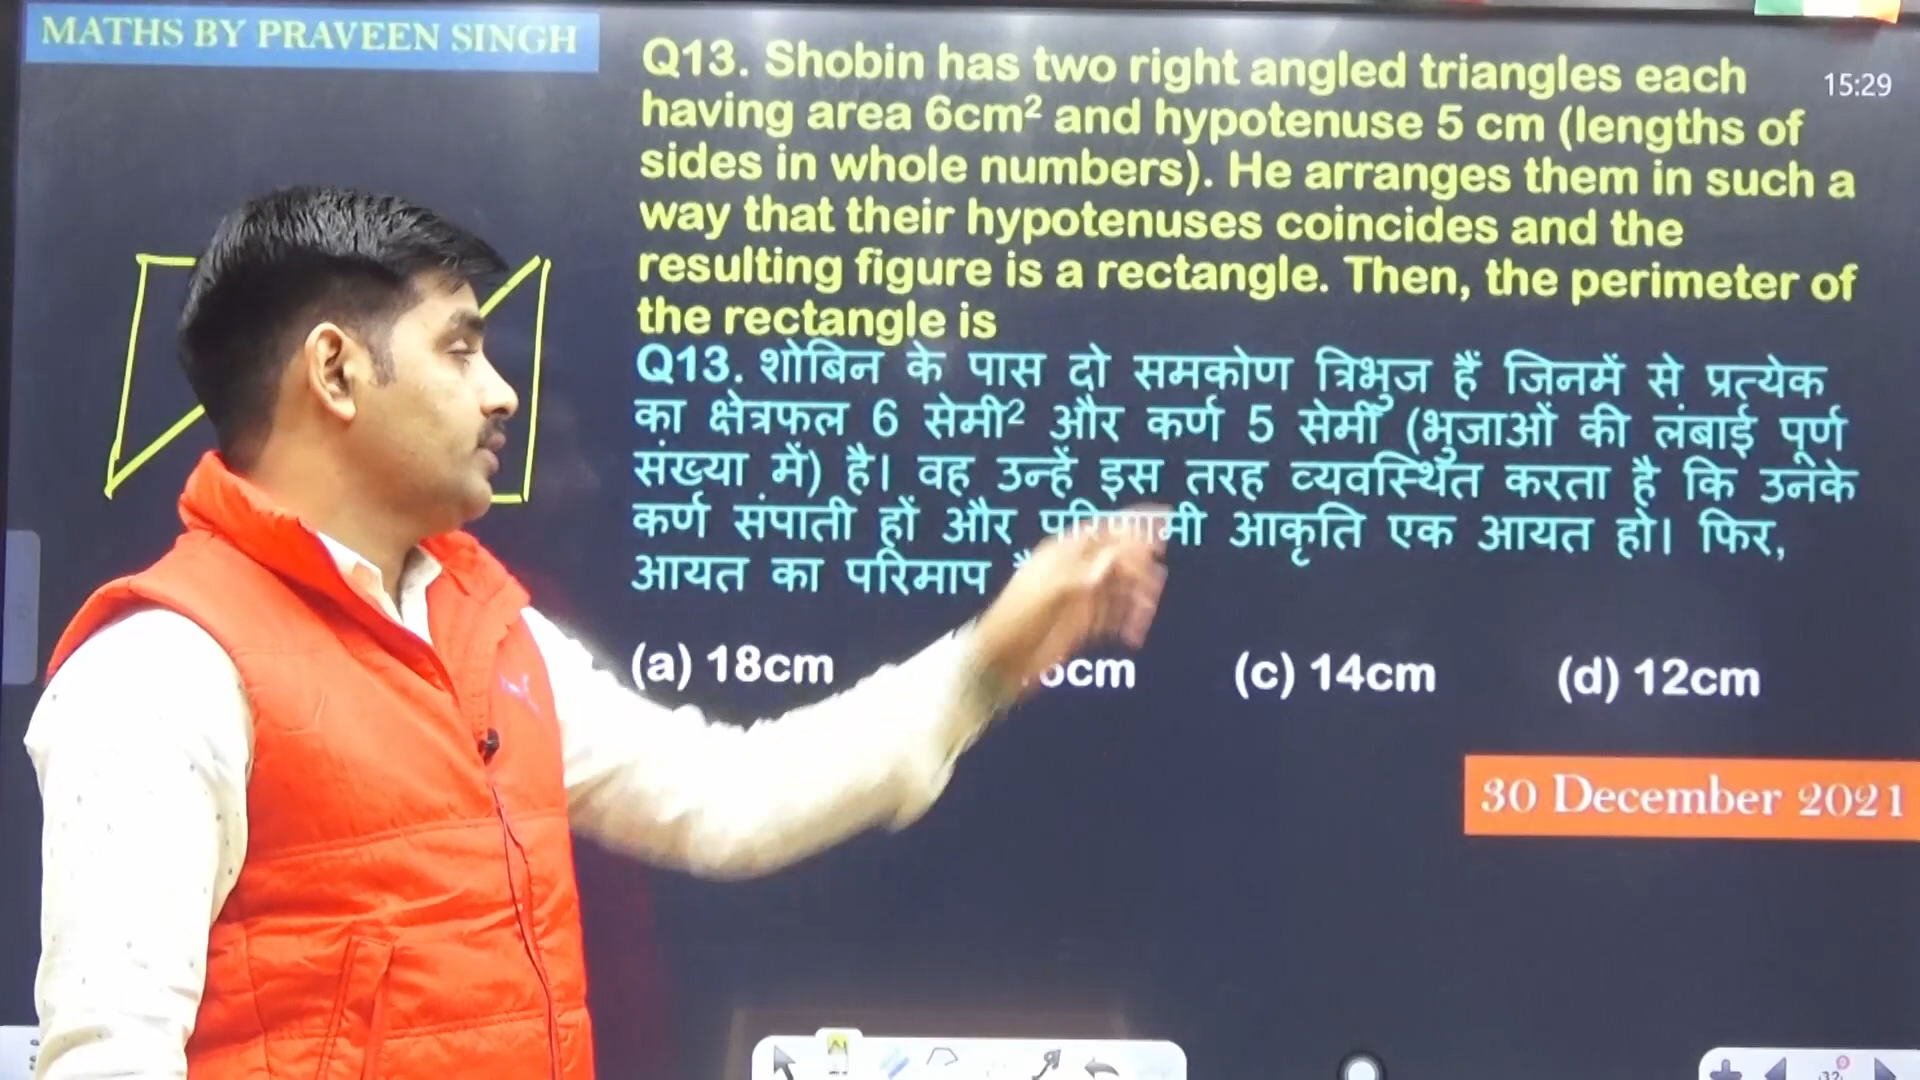 MATHS BY PRAVEEN SINGH
15:29
Q13. Shobin has two right angled triangles each
having area 6cm² and hypotenuse 5 cm (lengths of
sides in whole numbers). He arranges them in such a
way that their hypotenuses coincides and the
resulting figure is a rectangle. Then, the perimeter of
the rectangle is
Q13. शोबिन के पास दो समकोण त्रिभुज हैं जिनमें से प्रत्येक
का क्षेत्रफल 6 सेमी² और कर्ण 5 सेमी (भुजाओं की लंबाई पूर्ण
संख्या में) है। वह उन्हें इस तरह व्यवस्थित करता है कि उनके
कर्ण संपाती हों और परिणामी आकृति एक आयत हो। फिर,
आयत का परिमाप
(a) 18cm 6cm (c) 14cm (d) 12cm
30 December 2021
32